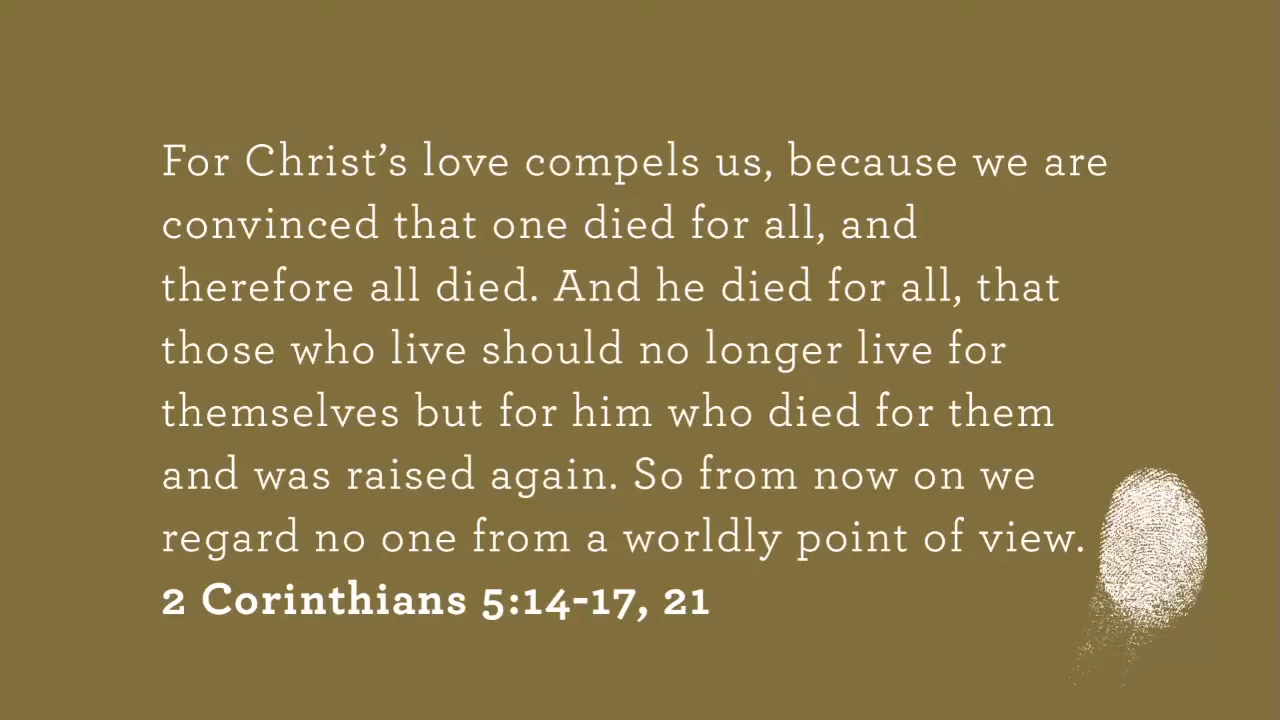 For Christ’s love compels us, because we are
convinced that one died for all, and
therefore all died. And he died for all, that
those who live should no longer live for
themselves but for him who died for them
and was raised again. So from now on we
regard no one from a worldly point of view.
2 Corinthians 5:14-17, 21